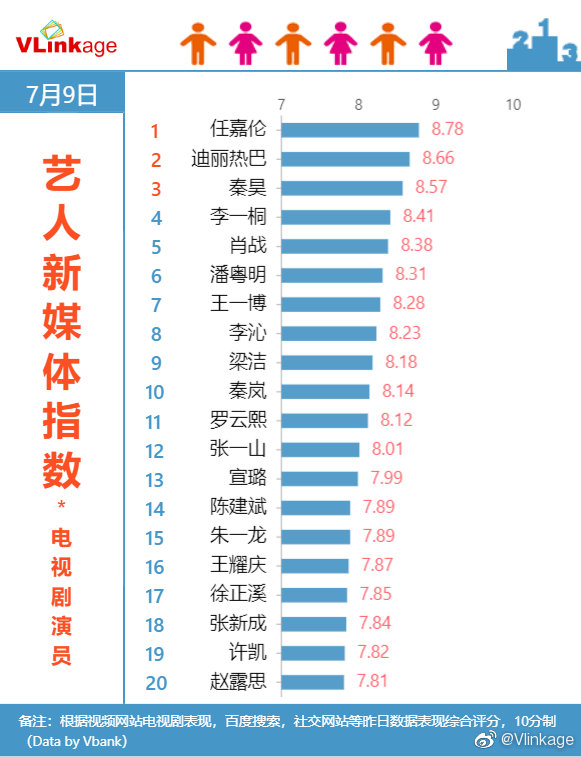 VLinkage
1
2
3
7月9日
艺人新媒体指数
*
电视剧演员
7 8 9 10
1 任嘉伦 8.78
2 迪丽热巴 8.66
3 秦昊 8.57
4 李一桐 8.41
5 肖战 8.38
6 潘粤明 8.31
7 王一博 8.28
8 李沁 8.23
9 梁洁 8.18
10 秦岚 8.14
11 罗云熙 8.12
12 张一山 8.01
13 宣璐 7.99
14 陈建斌 7.89
15 朱一龙 7.89
16 王耀庆 7.87
17 徐正溪 7.85
18 张新成 7.84
19 许凯 7.82
20 赵露思 7.81
备注：根据视频网站电视剧表现，百度搜索，社交网站等昨日数据表现综合评分，10分制
（Data by Vbank）
@Vlinkage